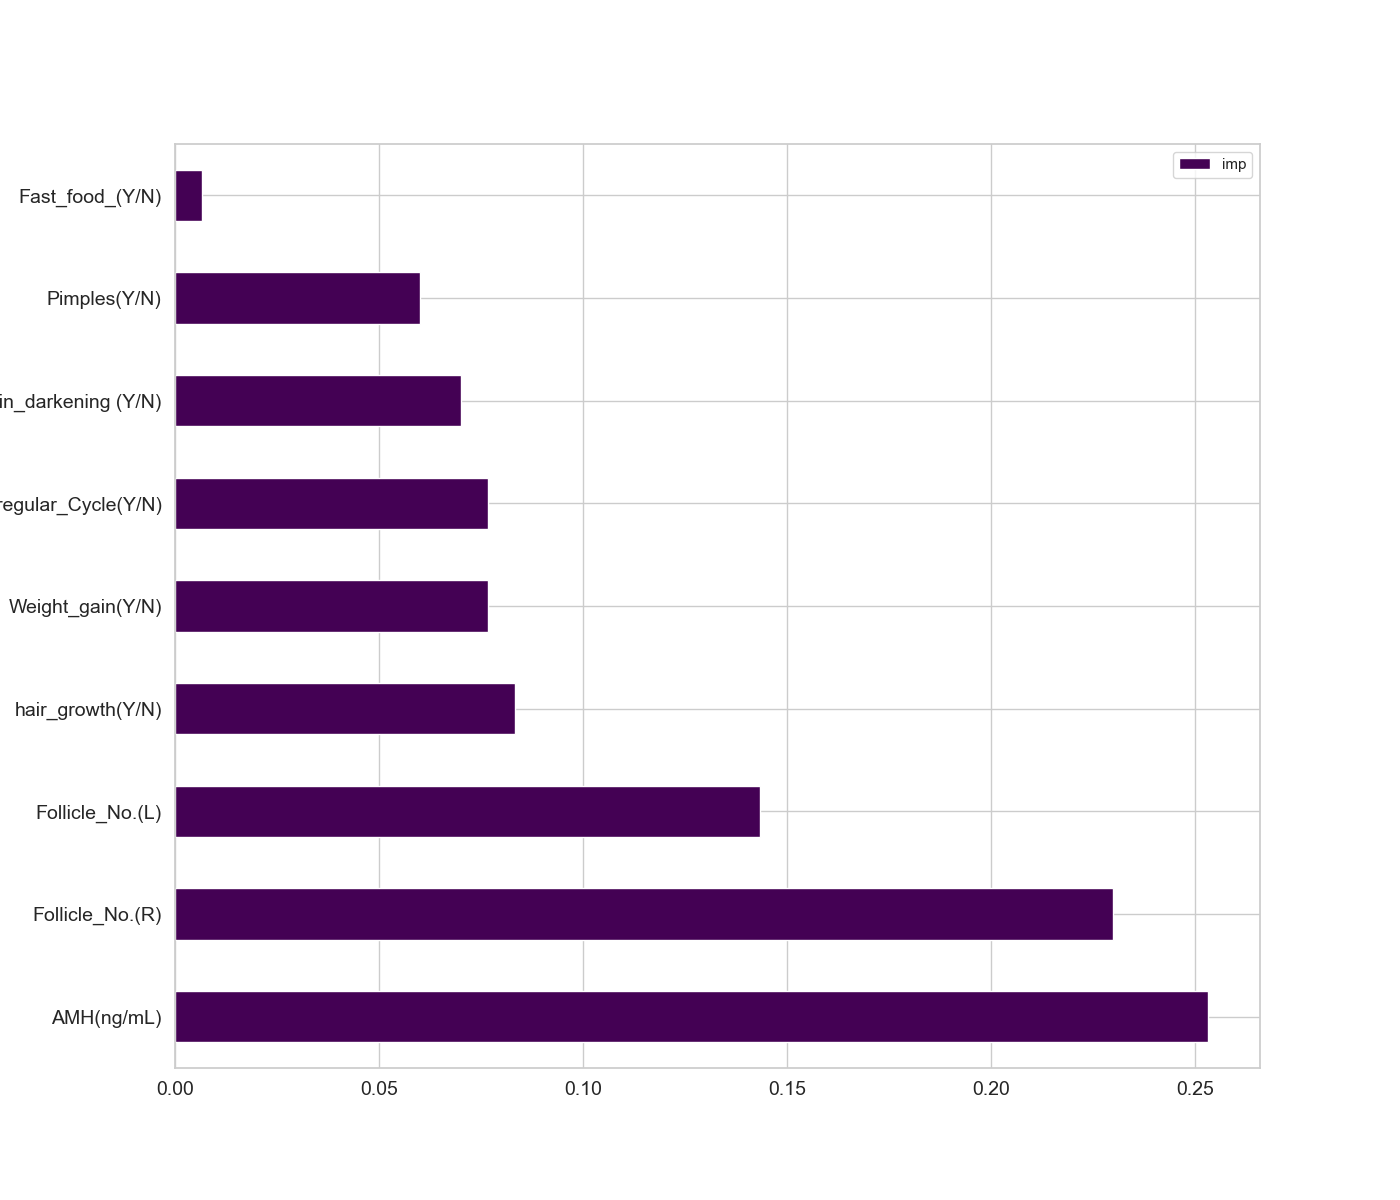 imp
Fast_food_(Y/N)
Pimples(Y/N)
in_darkening (Y/N)
regular_Cycle(Y/N)
Weight_gain(Y/N)
hair_growth(Y/N)
Follicle_No.(L)
Follicle_No.(R)
AMH(ng/mL)
0.00 0.05 0.10 0.15 0.20 0.25